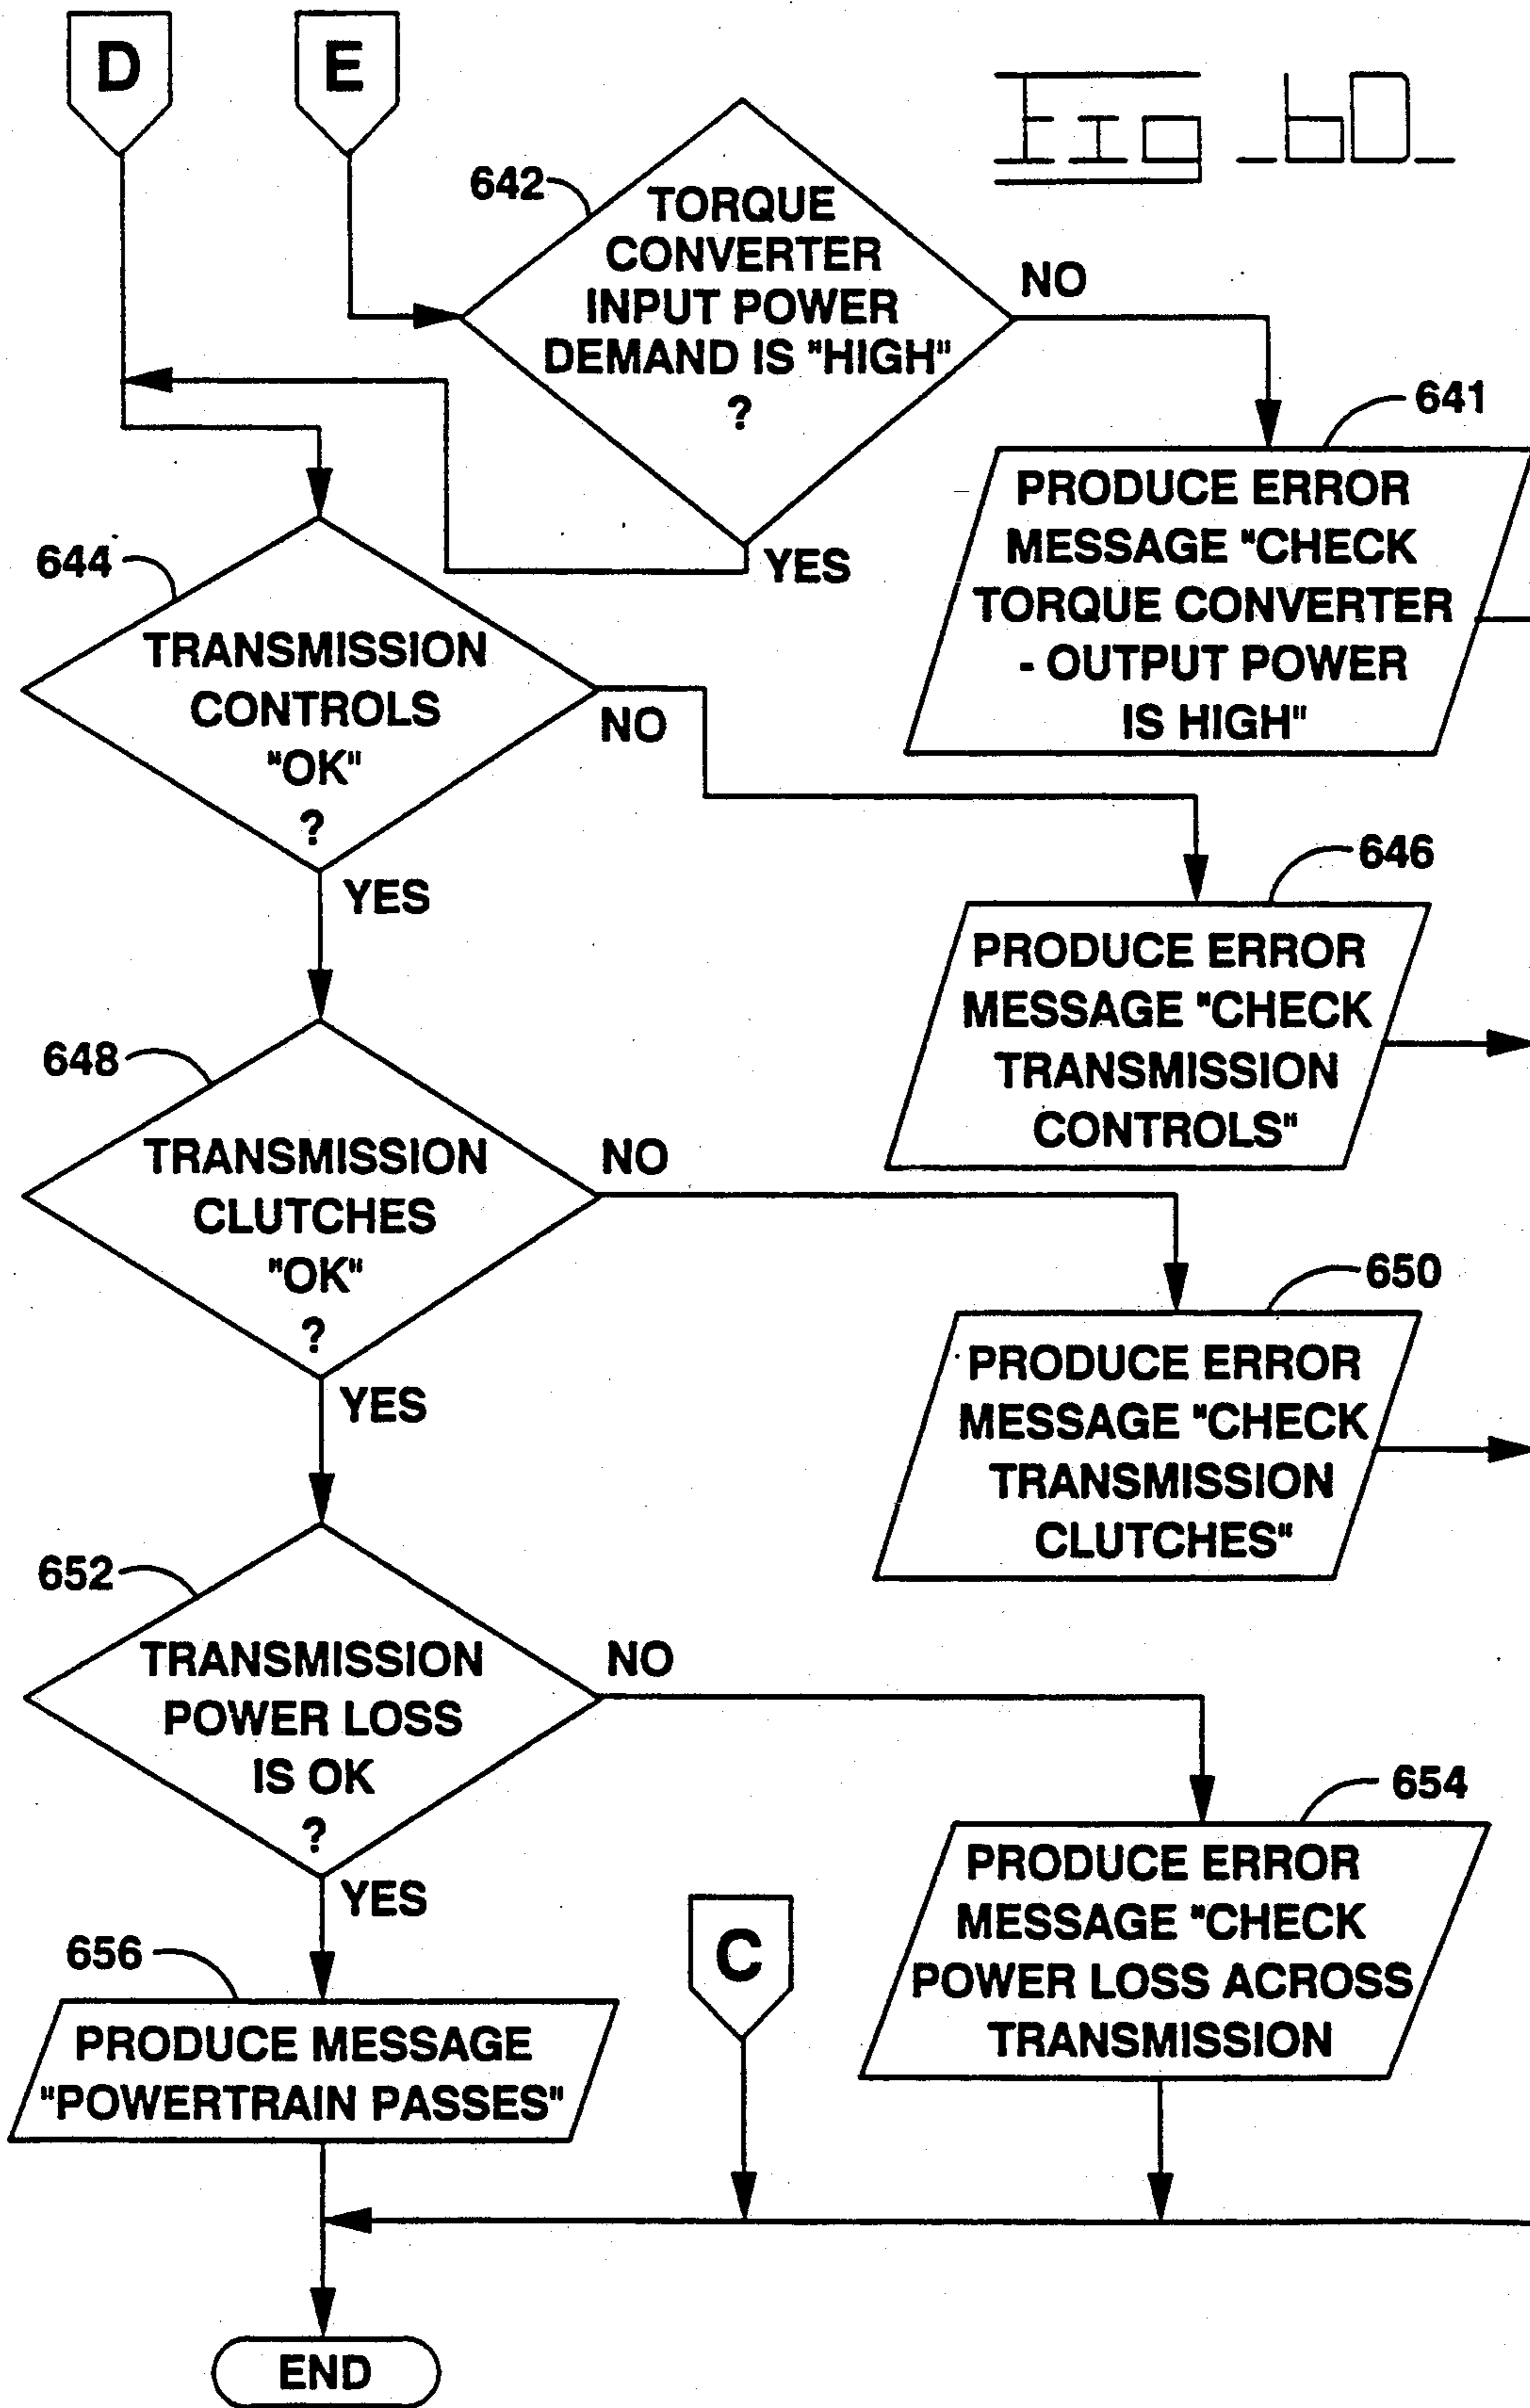 D
E
Fig_6D_
642
TORQUE
CONVERTER
INPUT POWER
DEMAND IS "HIGH"
?
NO
YES
641
PRODUCE ERROR
MESSAGE "CHECK
TORQUE CONVERTER
- OUTPUT POWER
IS HIGH"
644
TRANSMISSION
CONTROLS
"OK"
?
NO
YES
646
PRODUCE ERROR
MESSAGE "CHECK
TRANSMISSION
CONTROLS"
648
TRANSMISSION
CLUTCHES
"OK"
?
NO
YES
650
PRODUCE ERROR
MESSAGE "CHECK
TRANSMISSION
CLUTCHES"
652
TRANSMISSION
POWER LOSS
IS OK
?
NO
YES
654
PRODUCE ERROR
MESSAGE "CHECK
POWER LOSS ACROSS
TRANSMISSION
656
PRODUCE MESSAGE
"POWERTRAIN PASSES"
C
END